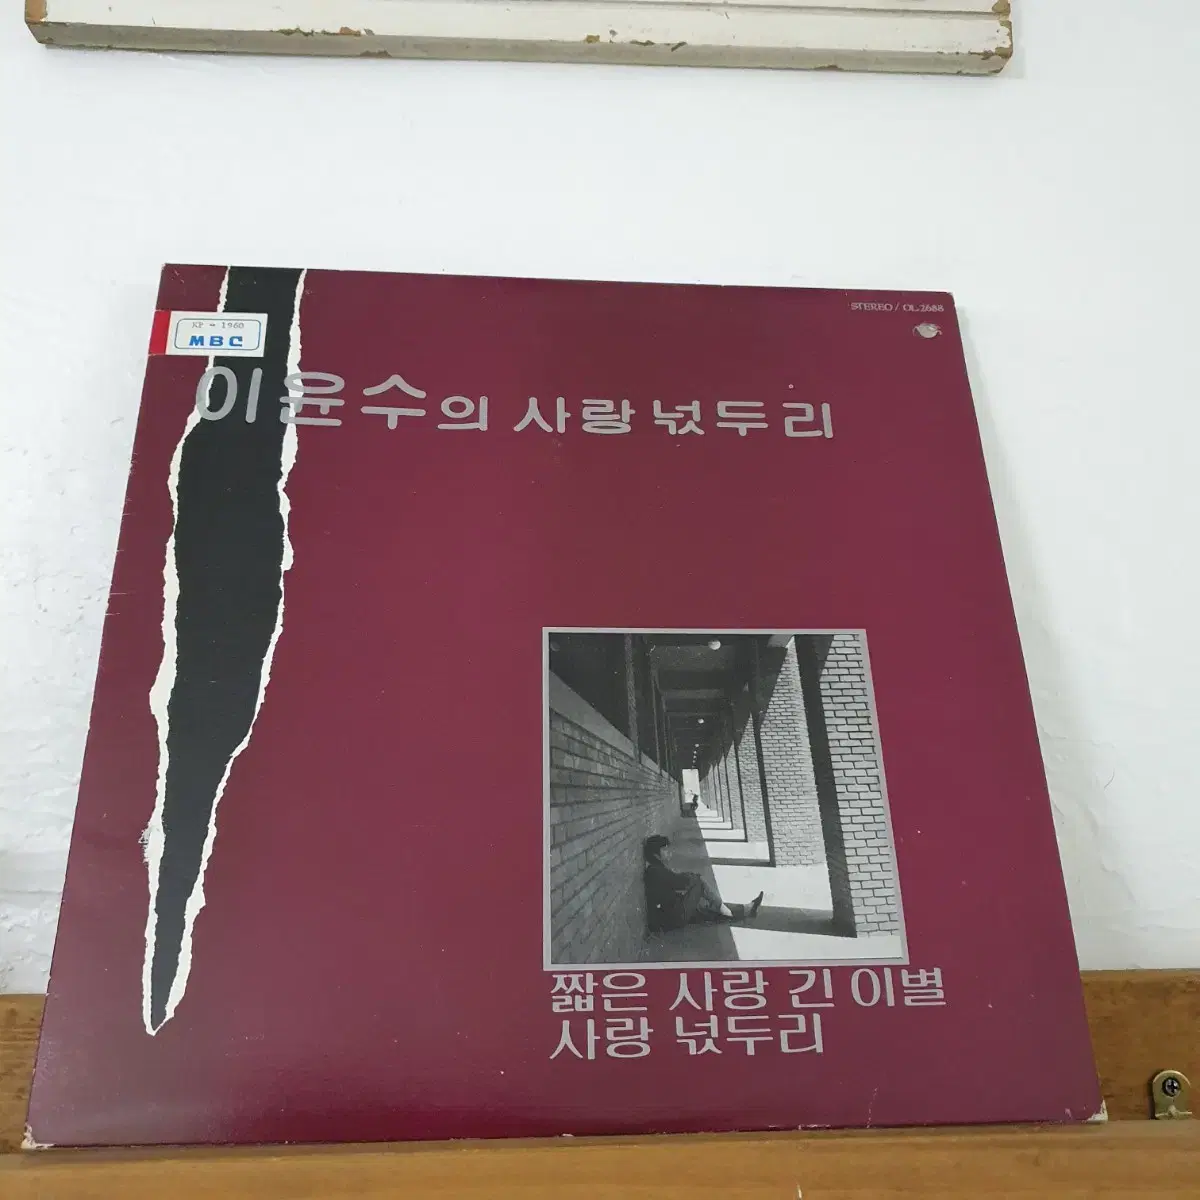 STEREO / OL.2688
KP - 1960
MBC
이윤수의 사랑 넋두리
짧은 사랑 긴 이별
사랑 넋두리